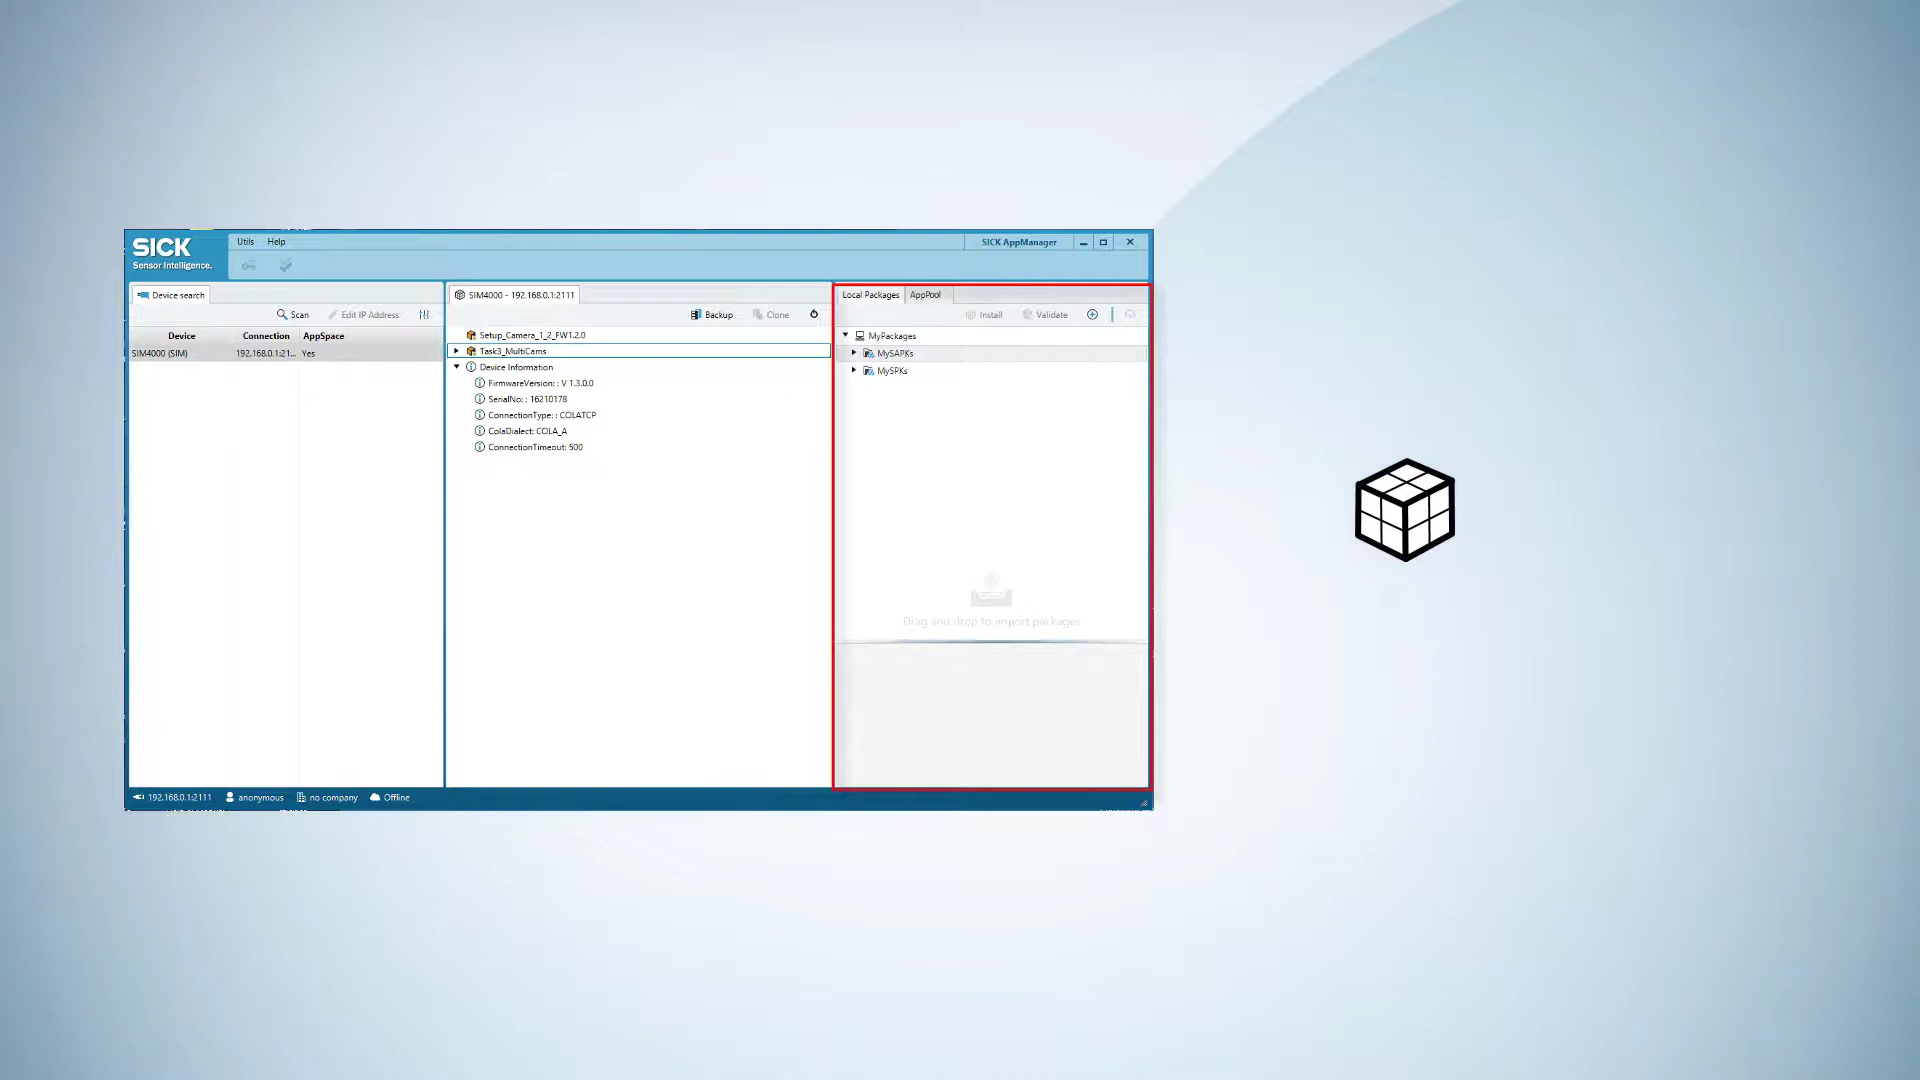 SICK
Sensor Intelligence.
Utils Help
SICK AppManager
Device search
Scan Edit IP Address
Device Connection AppSpace
SIM4000 (SIM) 192.168.0.1:21... Yes
SIM4000 - 192.168.0.1:2111
Backup Clone
Setup_Camera_1_2_FW1.2.0
Task3_MultiCams
Device Information
FirmwareVersion: : V 1.3.0.0
SerialNo: : 16210178
ConnectionType: : COLATCP
ColaDialect: COLA_A
ConnectionTimeout: 500
Local Packages AppPool
Install Validate
MyPackages
MySAPKs
MySPKs
Drag and drop to import packages
192.168.0.1:2111 anonymous no company Offline